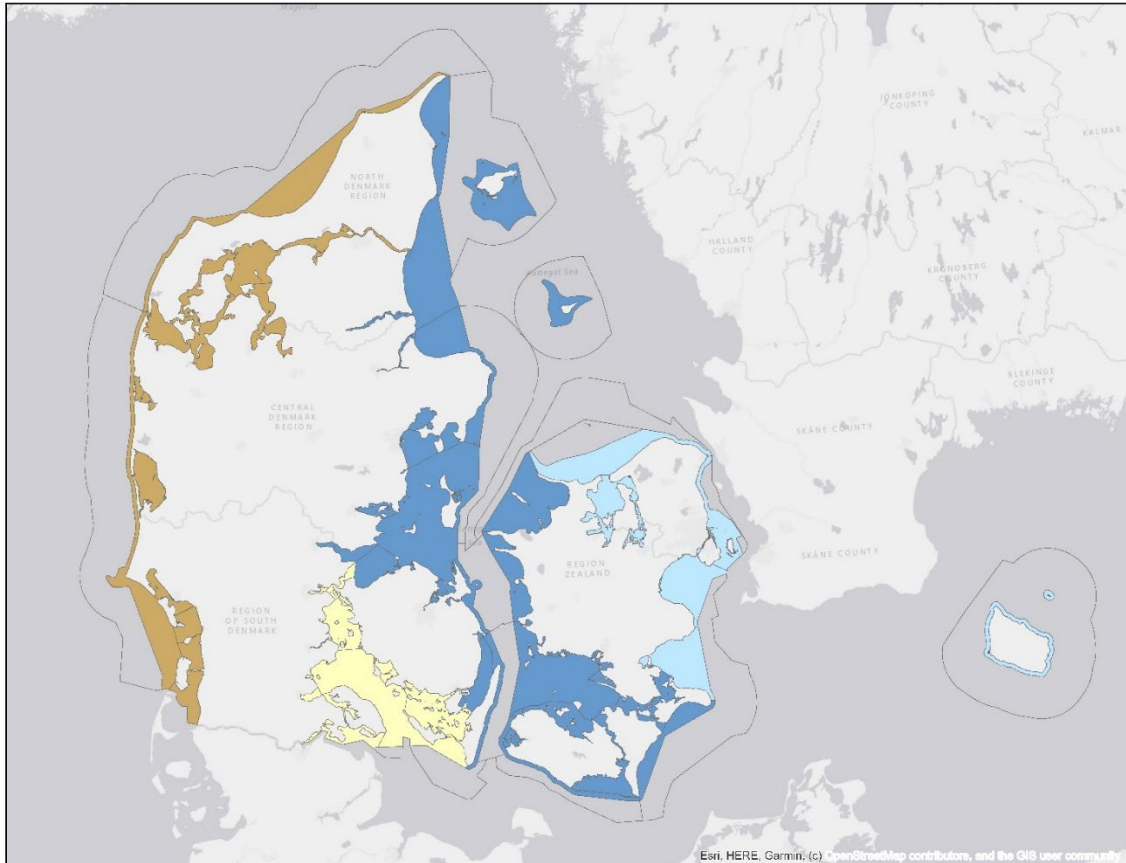 JÖNKÖPING
COUNTY
KALMAR
NORTH
DENMARK
REGION
HALLAND
COUNTY
KRONOBERG
COUNTY
Kattegat Sea
BLEKINGE
COUNTY
CENTRAL
DENMARK
REGION
SKÅNE COUNTY
SKÅNE COUNTY
REGION
ZEALAND
REGION
OF SOUTH
DENMARK
Esri, HERE, Garmin, (c) OpenStreetMap contributors, and the GIS user community